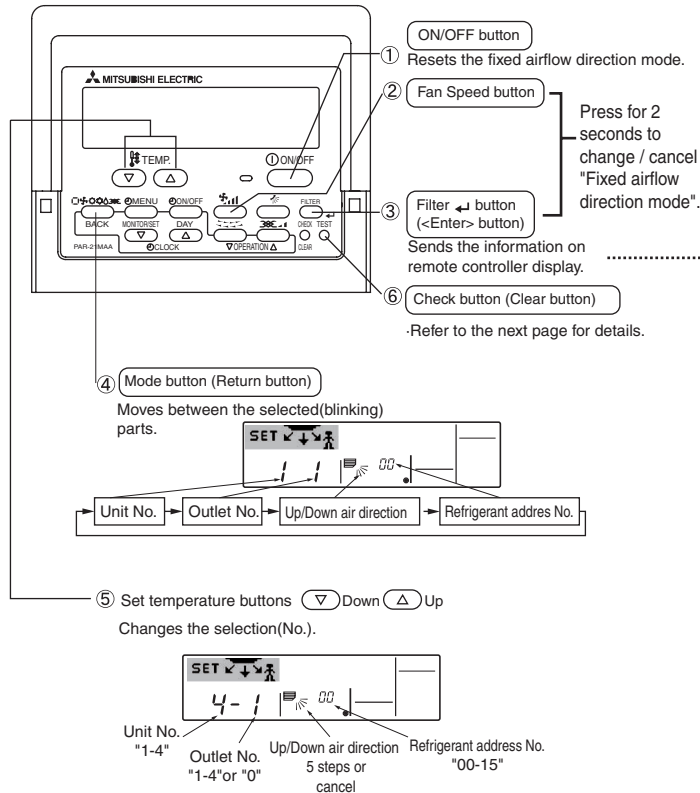 ON/OFF button
① Resets the fixed airflow direction mode.
② Fan Speed button
Press for 2
seconds to
change / cancel
"Fixed airflow
direction mode".
③ Filter ↵ button
(<Enter> button)
Sends the information on
remote controller display.
⑥ Check button (Clear button)
·Refer to the next page for details.
MITSUBISHI ELECTRIC
TEMP.
ON/OFF
MENU
ON/OFF
FILTER
BACK
MONITOR/SET
DAY
CHECK TEST
PAR-21MAA
CLOCK
▽OPERATION△
CLEAR
④ Mode button (Return button)
Moves between the selected(blinking)
parts.
SET
1 1 00
Unit No.
Outlet No.
Up/Down air direction
Refrigerant addres No.
⑤ Set temperature buttons ▽ Down △ Up
Changes the selection(No.).
SET
4- 1 00
Unit No.
"1-4"
Outlet No.
"1-4"or "0"
Up/Down air direction
5 steps or
cancel
Refrigerant address No.
"00-15"